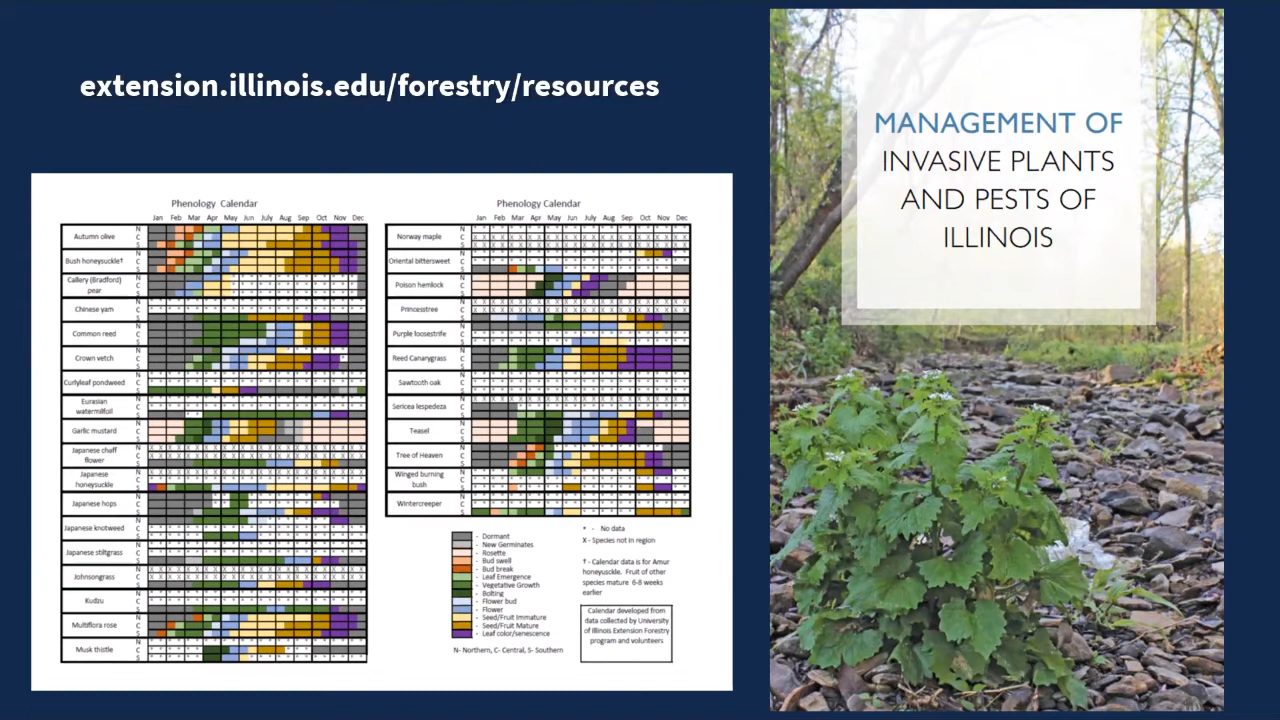 extension.illinois.edu/forestry/resources
Phenology Calendar
Jan Feb Mar Apr May Jun July Aug Sep Oct Nov Dec
Autumn olive
Bush honeysuckle†
Callery (Bradford)
pear
Chinese yam
Common reed
Crown vetch
Curlyleaf pondweed
Eurasian
watermilfoil
Garlic mustard
Japanese chaff
flower
Japanese
honeysuckle
Japanese hops
Japanese knotweed
Japanese stiltgrass
Johnsongrass
Kudzu
Multiflora rose
Musk thistle
Phenology Calendar
Jan Feb Mar Apr May Jun July Aug Sep Oct Nov Dec
Norway maple
Oriental bittersweet
Poison hemlock
Princesstree
Purple loosestrife
Reed Canarygrass
Sawtooth oak
Sericea lespedeza
Teasel
Tree of Heaven
Winged burning
bush
Wintercreeper
- Dormant
- New Germinates
- Rosette
- Bud swell
- Bud break
- Leaf Emergence
- Vegetative Growth
- Bolting
- Flower bud
- Flower
- Seed/Fruit Immature
- Seed/Fruit Mature
- Leaf color/senescence
N- Northern, C- Central, S- Southern
* - No data
X - Species not in region
† - Calendar data is for Amur
honeysuckle. Fruit of other
species mature 6-8 weeks
earlier
Calendar developed from
data collected by University
of Illinois Extension Forestry
program and volunteers
MANAGEMENT OF
INVASIVE PLANTS
AND PESTS OF
ILLINOIS